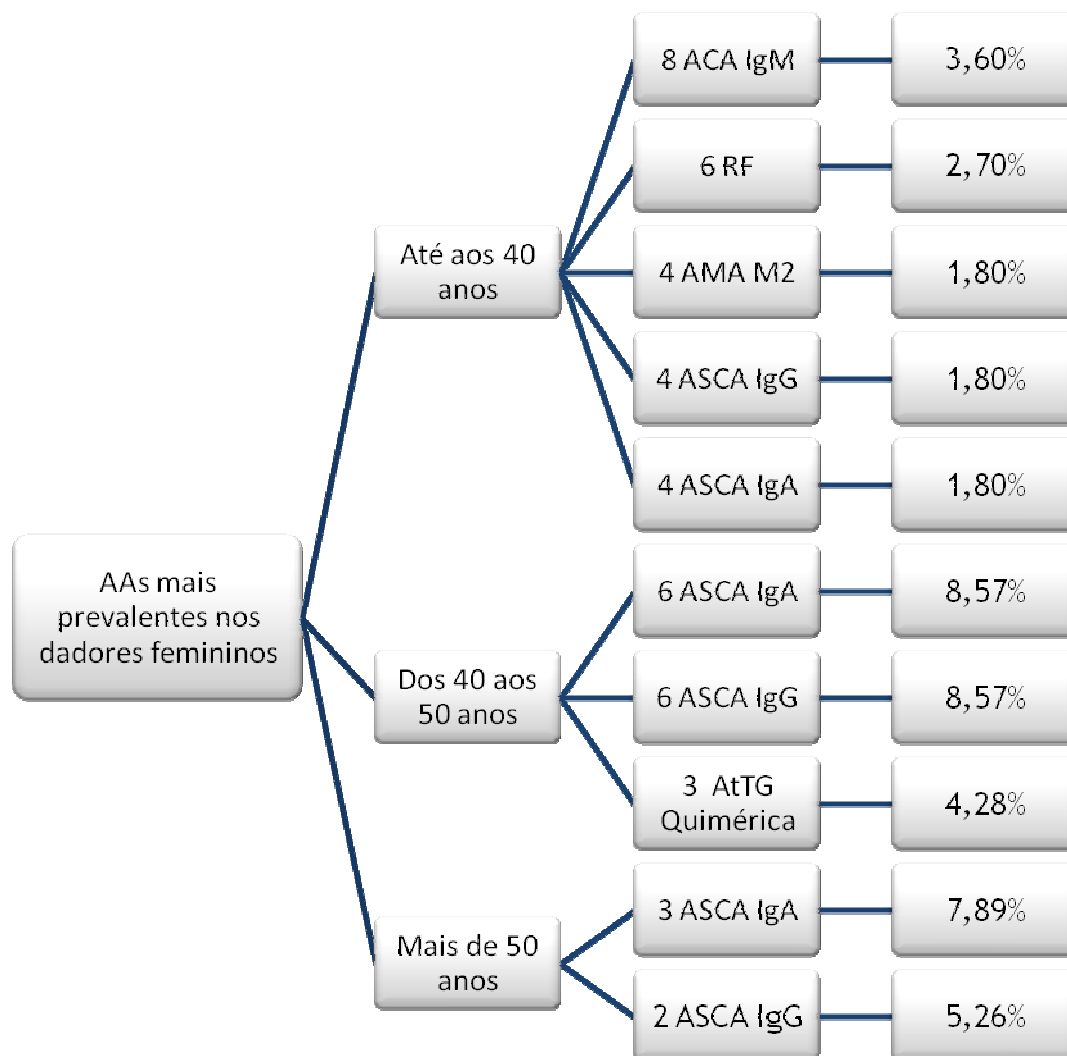 AAs mais
prevalentes nos
dadores femininos
Até aos 40
anos
8 ACA IgM
3,60%
6 RF
2,70%
4 AMA M2
1,80%
4 ASCA IgG
1,80%
4 ASCA IgA
1,80%
Dos 40 aos
50 anos
6 ASCA IgA
8,57%
6 ASCA IgG
8,57%
3 AtTG
Quimérica
4,28%
Mais de 50
anos
3 ASCA IgA
7,89%
2 ASCA IgG
5,26%